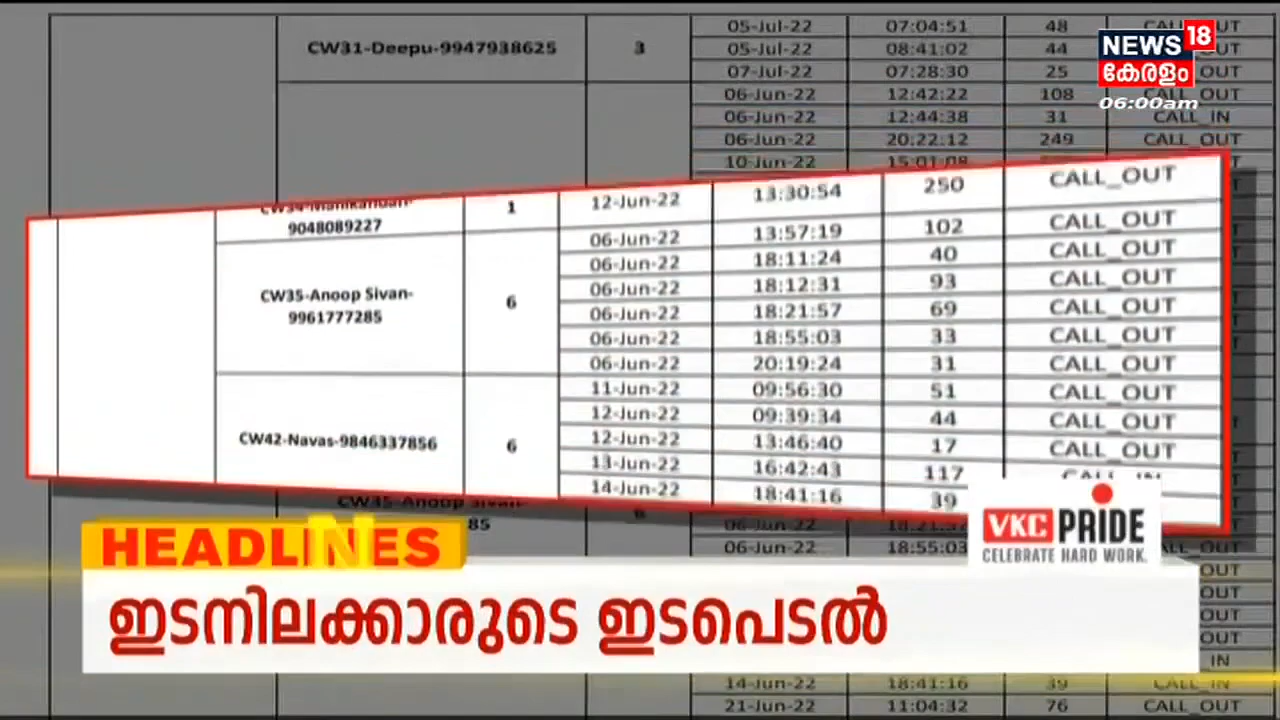 05-Jul-22 07:04:51 48 CALL_OUT
CW31-Deepu-9947938625 3 05-Jul-22 08:41:02 44 OUT
07-Jul-22 07:28:30 25 OUT
06-Jun-22 12:42:22 108 CALL_OUT
06-Jun-22 12:44:38 31 CALL_IN
06-Jun-22 20:22:12 249 CALL_OUT
10-Jun-22 15:01:08
NEWS 18
കേരളം
06:00am
CW34-Manikandan-
9048089227
1 12-Jun-22 13:30:54 250 CALL_OUT
CW35-Anoop Sivan-
9961777285
6
06-Jun-22 13:57:19 102 CALL_OUT
06-Jun-22 18:11:24 40 CALL_OUT
06-Jun-22 18:12:31 93 CALL_OUT
06-Jun-22 18:21:57 69 CALL_OUT
06-Jun-22 18:55:03 33 CALL_OUT
06-Jun-22 20:19:24 31 CALL_OUT
CW42-Navas-9846337856 6
11-Jun-22 09:56:30 51 CALL_OUT
12-Jun-22 09:39:34 44 CALL_OUT
12-Jun-22 13:46:40 17 CALL_OUT
13-Jun-22 16:42:43 117 CALL_IN
14-Jun-22 18:41:16 39
CW35-Anoop Sivan-
85 6
06-Jun-22 18:21:57
06-Jun-22 18:55:03 CALL_OUT
OUT
OUT
OUT
OUT
_IN
14-Jun-22 18:41:16 39 CALL_IN
21-Jun-22 11:04:32 76 CALL_OUT
VKC PRIDE
CELEBRATE HARD WORK.
HEADLINES
ഇടനിലക്കാരുടെ ഇടപെടൽ